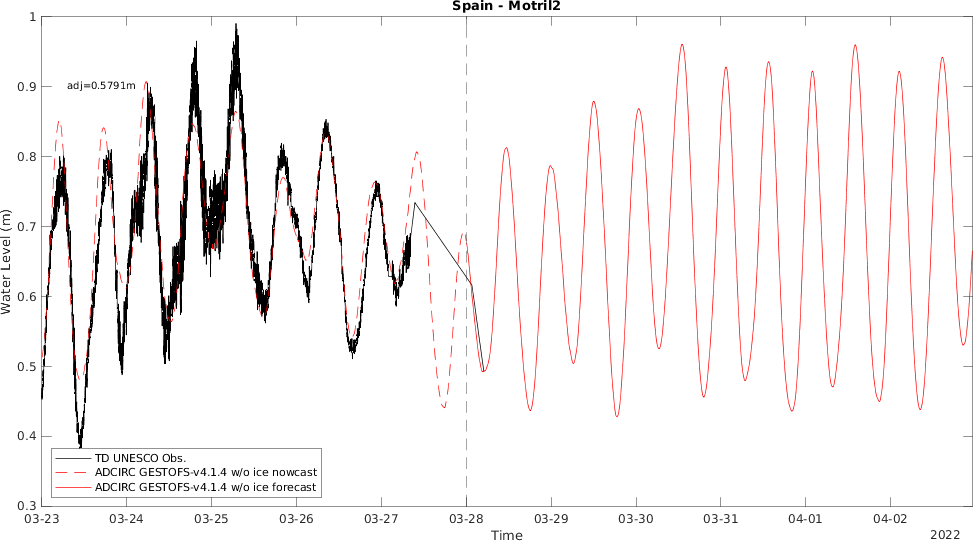 Spain - Motril2
1
0.9
0.8
0.7
0.6
0.5
0.4
0.3
Water Level (m)
adj=0.5791m
TD UNESCO Obs.
ADCIRC GESTOFS-v4.1.4 w/o ice nowcast
ADCIRC GESTOFS-v4.1.4 w/o ice forecast
03-23 03-24 03-25 03-26 03-27 03-28 03-29 03-30 03-31 04-01 04-02
Time
2022